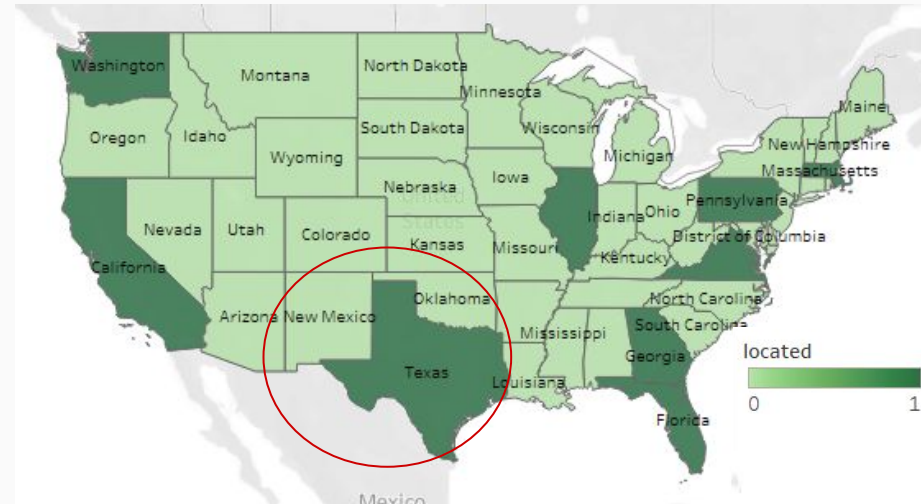 Washington
Montana
North Dakota
Minnesota
Maine
Oregon
Idaho
South Dakota
Wisconsin
New Hampshire
Wyoming
Michigan
Massachusetts
Iowa
Nebraska
Pennsylvania
United
States
Nevada
Utah
Colorado
Kansas
Missouri
Indiana
Ohio
District of Columbia
Kentucky
California
Arizona
New Mexico
Oklahoma
North Carolina
Mississippi
South Carolina
Georgia
located
Texas
Louisiana
0
1
Florida
Mexico